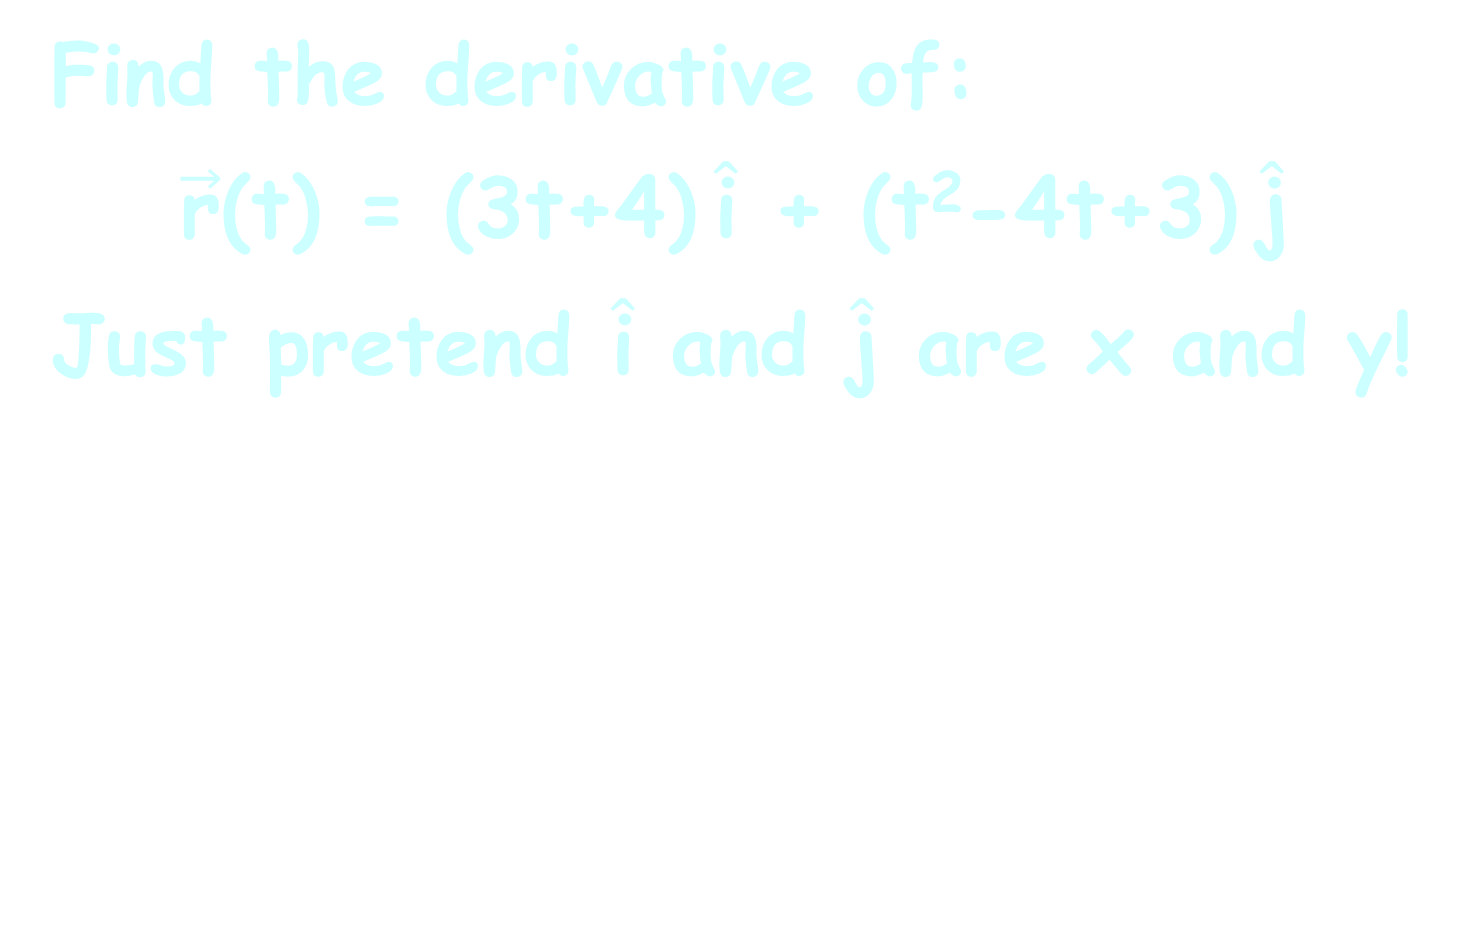 Find the derivative of:
r⃗(t) = (3t+4) î + (t²-4t+3) ĵ
Just pretend î and ĵ are x and y!